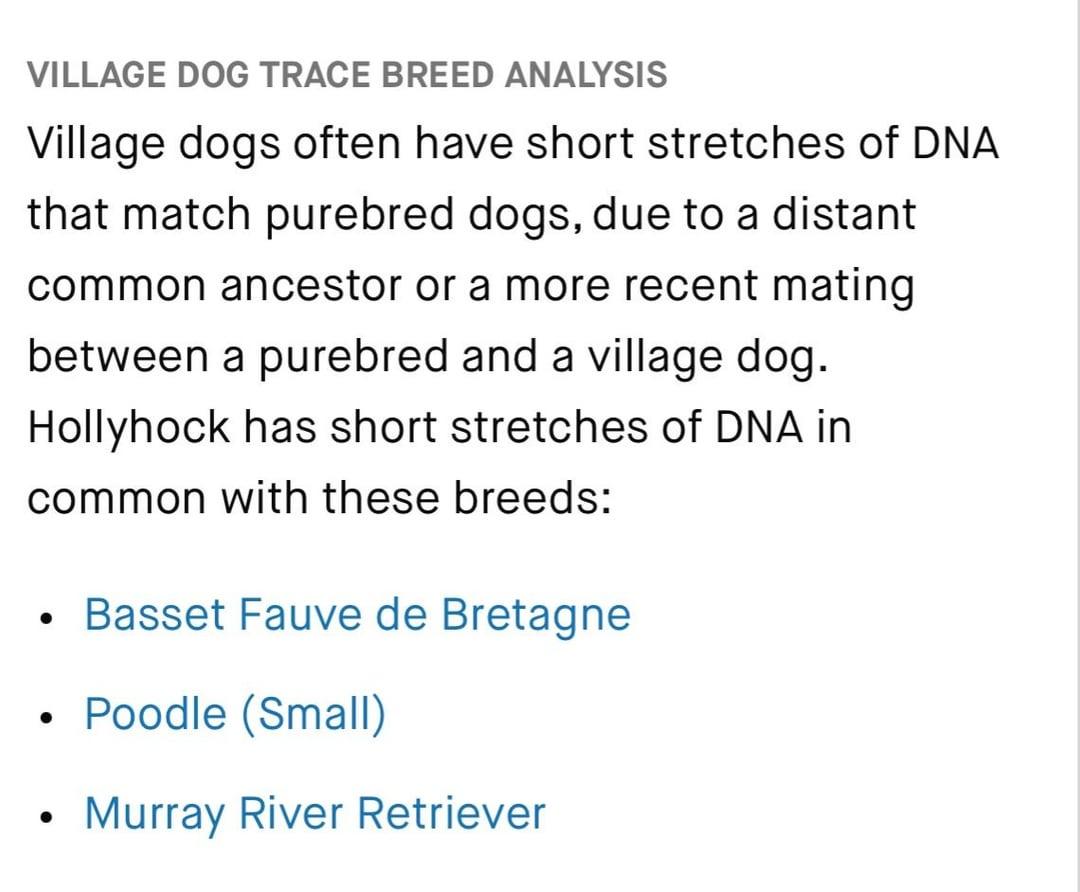 VILLAGE DOG TRACE BREED ANALYSIS
Village dogs often have short stretches of DNA
that match purebred dogs, due to a distant
common ancestor or a more recent mating
between a purebred and a village dog.
Hollyhock has short stretches of DNA in
common with these breeds:
• Basset Fauve de Bretagne
• Poodle (Small)
• Murray River Retriever